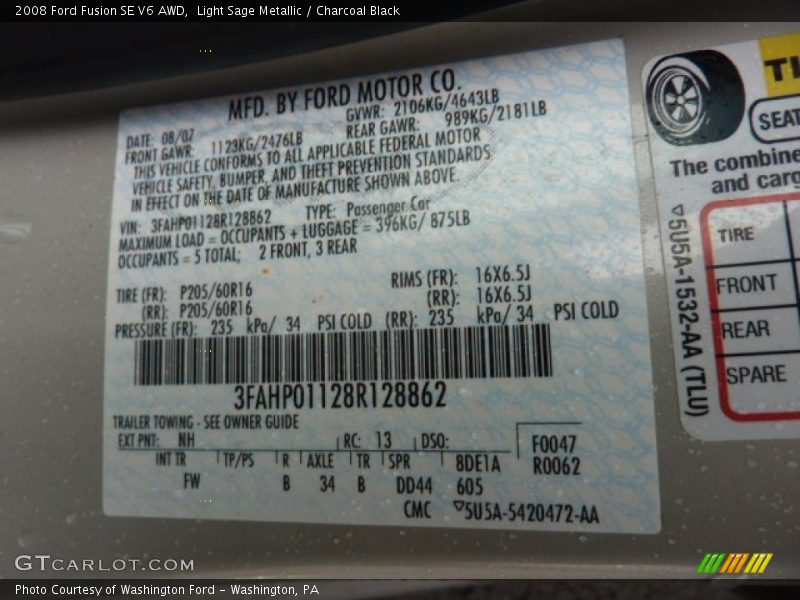 2008 Ford Fusion SE V6 AWD,  Light Sage Metallic / Charcoal Black
MFD. BY FORD MOTOR CO.
DATE: 08/07 GVWR: 2106KG/4643LB
FRONT GAWR: 1123KG/2476LB REAR GAWR: 989KG/2181LB
THIS VEHICLE CONFORMS TO ALL APPLICABLE FEDERAL MOTOR
VEHICLE SAFETY, BUMPER, AND THEFT PREVENTION STANDARDS
IN EFFECT ON THE DATE OF MANUFACTURE SHOWN ABOVE.
VIN: 3FAHP01128R128862 TYPE: Passenger Car
MAXIMUM LOAD = OCCUPANTS + LUGGAGE = 396KG/ 875LB
OCCUPANTS = 5 TOTAL; 2 FRONT, 3 REAR
TIRE (FR): P205/60R16 RIMS (FR): 16X6.5J
(RR): P205/60R16 (RR): 16X6.5J
PRESSURE (FR): 235 kPa/ 34 PSI COLD (RR): 235 kPa/ 34 PSI COLD
3FAHP01128R128862
TRAILER TOWING - SEE OWNER GUIDE
EXT PNT: NH RC: 13 DSO: F0047
INT TR TP/PS R AXLE TR SPR 8DE1A R0062
FW B 34 B DD44 605
CMC ▽5U5A-5420472-AA
SEAT
The combine
and carg
TIRE
FRONT
REAR
SPARE
▽5U5A-1532-AA (TLU)
GTCARLOT.COM
Photo Courtesy of Washington Ford - Washington, PA